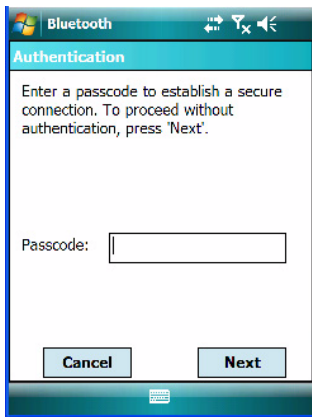 Bluetooth
Authentication
Enter a passcode to establish a secure
connection. To proceed without
authentication, press 'Next'.
Passcode:
Cancel
Next